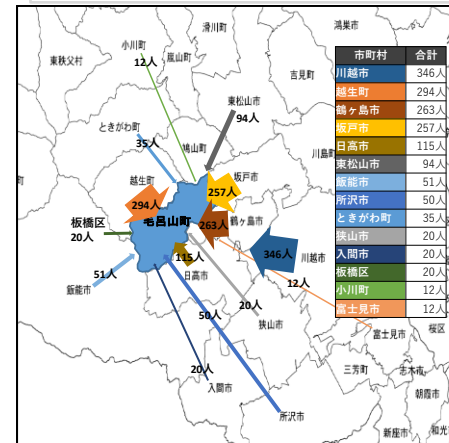 鴻巣市
滑川町
小川町
嵐山町
東秩父村
12人
吉見町
東松山市
94人
ときがわ町
35人
鳩山町
川島町
越生町
坂戸市
257人
294人
毛呂山町
板橋区
20人
263人
鶴ヶ島市
346人
川越市
115人
日高市
51人
飯能市
12人
20人
50人
狭山市
富士見市
桜区
三芳町
志木市
20人
入間市
朝霞市
所沢市
新座市
和光
市町村 合計
川越市 346人
越生町 294人
鶴ヶ島市 263人
坂戸市 257人
日高市 115人
東松山市 94人
飯能市 51人
所沢市 50人
ときがわ町 35人
狭山市 20人
入間市 20人
板橋区 20人
小川町 12人
富士見市 12人